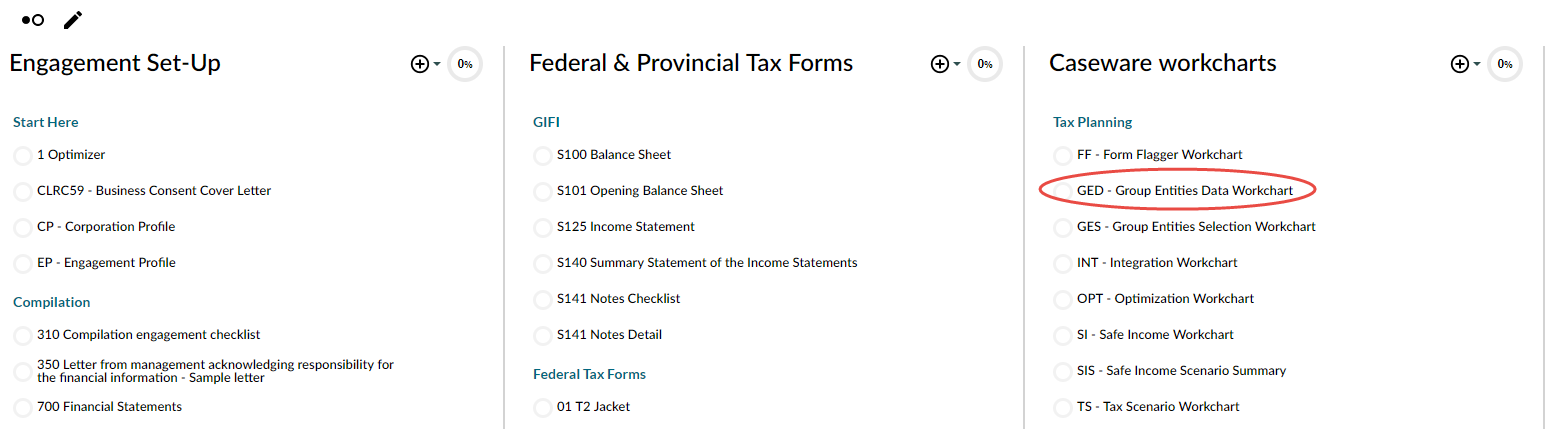 Engagement Set-Up
0%
Start Here
1 Optimizer
CLRC59 - Business Consent Cover Letter
CP - Corporation Profile
EP - Engagement Profile
Compilation
310 Compilation engagement checklist
350 Letter from management acknowledging responsibility for
the financial information - Sample letter
700 Financial Statements
Federal & Provincial Tax Forms
0%
GIFI
S100 Balance Sheet
S101 Opening Balance Sheet
S125 Income Statement
S140 Summary Statement of the Income Statements
S141 Notes Checklist
S141 Notes Detail
Federal Tax Forms
01 T2 Jacket
Caseware workcharts
0%
Tax Planning
FF - Form Flagger Workchart
GED - Group Entities Data Workchart
GES - Group Entities Selection Workchart
INT - Integration Workchart
OPT - Optimization Workchart
SI - Safe Income Workchart
SIS - Safe Income Scenario Summary
TS - Tax Scenario Workchart